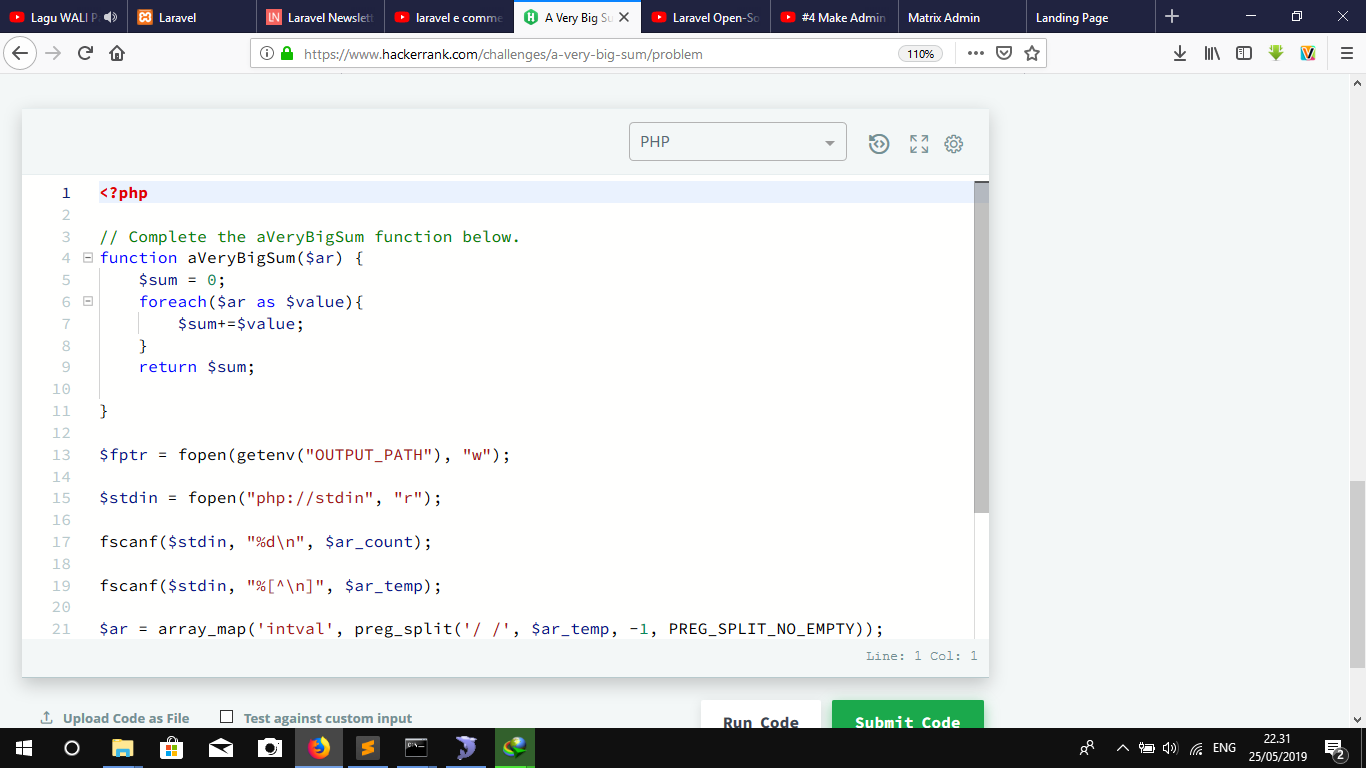 Lagu WALI P
Laravel
LN Laravel Newslett
laravel e comme
A Very Big Su
Laravel Open-So
#4 Make Admin
Matrix Admin
Landing Page
https://www.hackerrank.com/challenges/a-very-big-sum/problem
110%
PHP
1 <?php
2
3 // Complete the aVeryBigSum function below.
4 function aVeryBigSum($ar) {
5 $sum = 0;
6 foreach($ar as $value){
7 $sum+=$value;
8 }
9 return $sum;
10
11 }
12
13 $fptr = fopen(getenv("OUTPUT_PATH"), "w");
14
15 $stdin = fopen("php://stdin", "r");
16
17 fscanf($stdin, "%d\n", $ar_count);
18
19 fscanf($stdin, "%[^\n]", $ar_temp);
20
21 $ar = array_map('intval', preg_split('/ /', $ar_temp, -1, PREG_SPLIT_NO_EMPTY));
Line: 1 Col: 1
Upload Code as File
Test against custom input
Run Code
Submit Code
ENG
22.31
25/05/2019
2